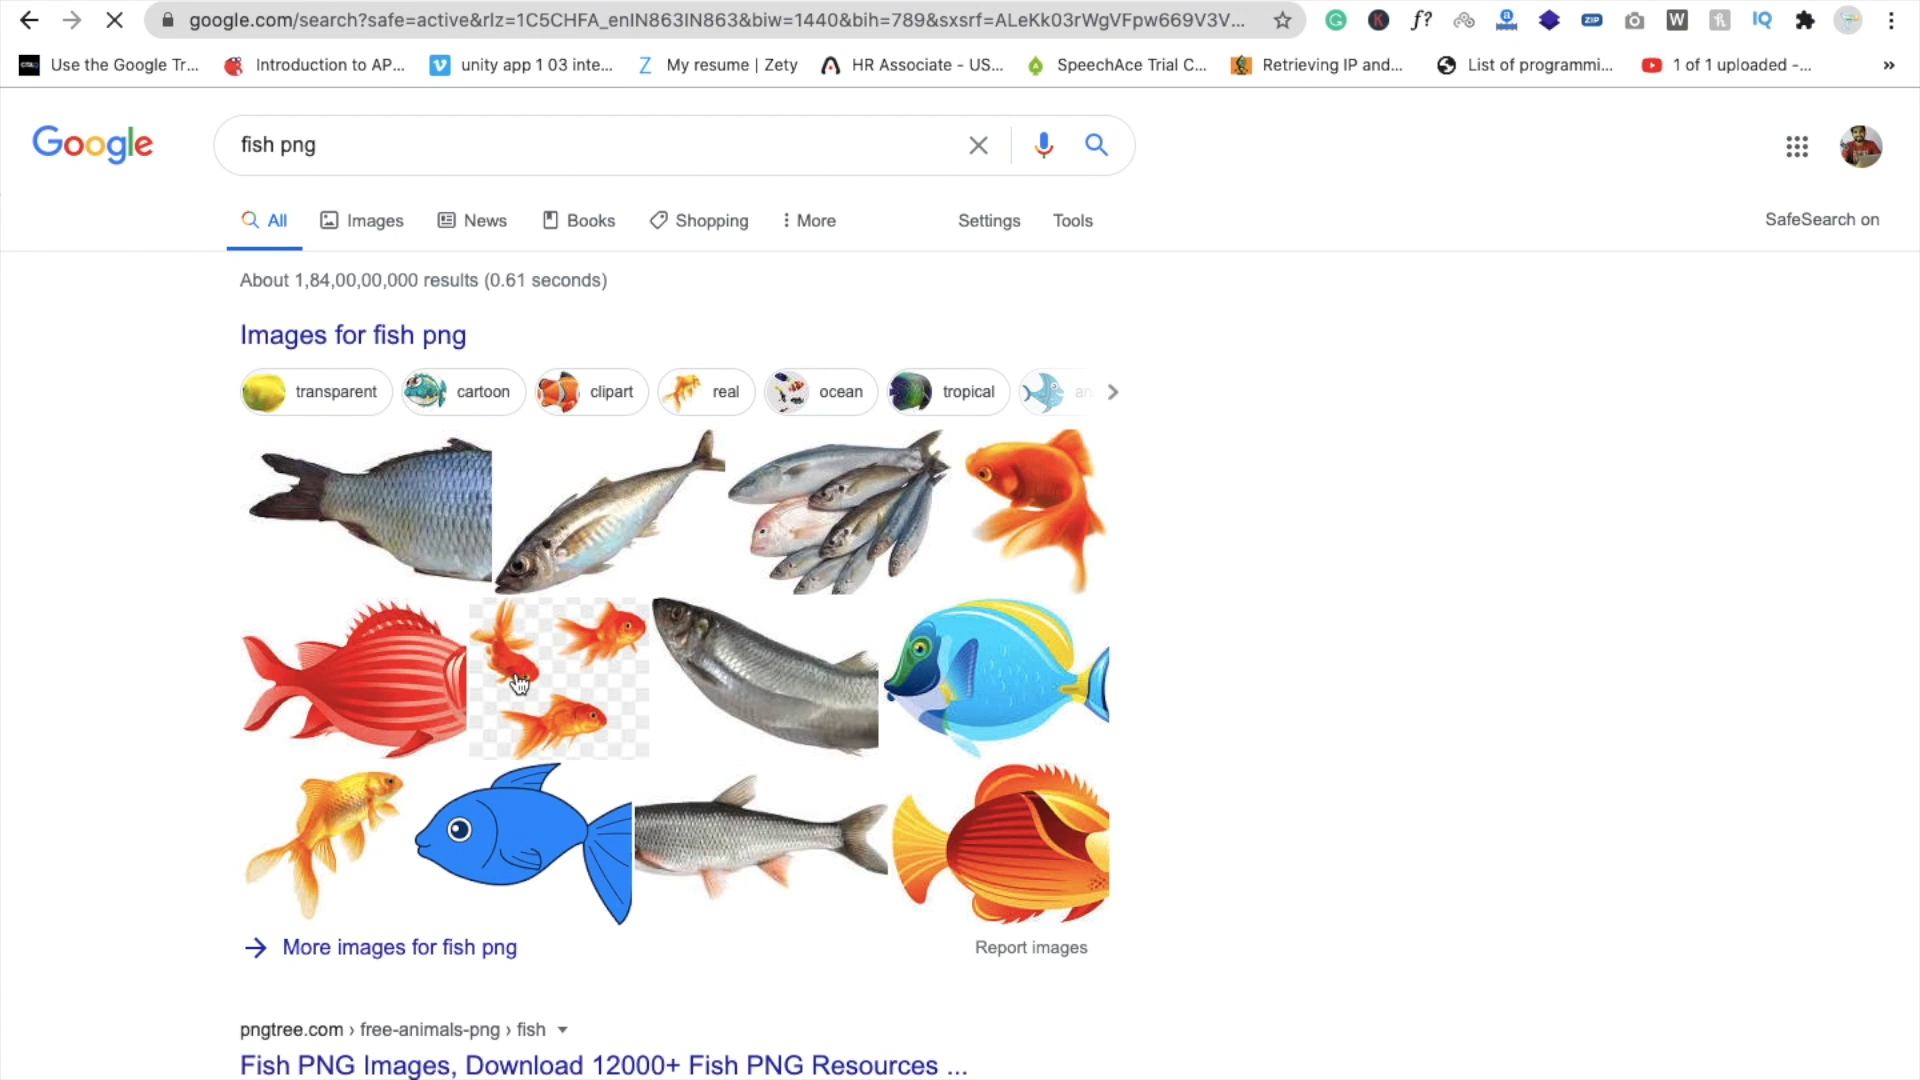 google.com/search?safe=active&rlz=1C5CHFA_enIN863IN863&biw=1440&bih=789&sxsrf=ALeKk03rWgVFpw669V3V...
Use the Google Tr... Introduction to AP... unity app 1 03 inte... My resume | Zety HR Associate - US... SpeechAce Trial C... Retrieving IP and... List of programmi... 1 of 1 uploaded -... »
Google fish png
All Images News Books Shopping More Settings Tools SafeSearch on
About 1,84,00,00,000 results (0.61 seconds)
Images for fish png
transparent cartoon clipart real ocean tropical
More images for fish png Report images
pngtree.com › free-animals-png › fish
Fish PNG Images, Download 12000+ Fish PNG Resources ...